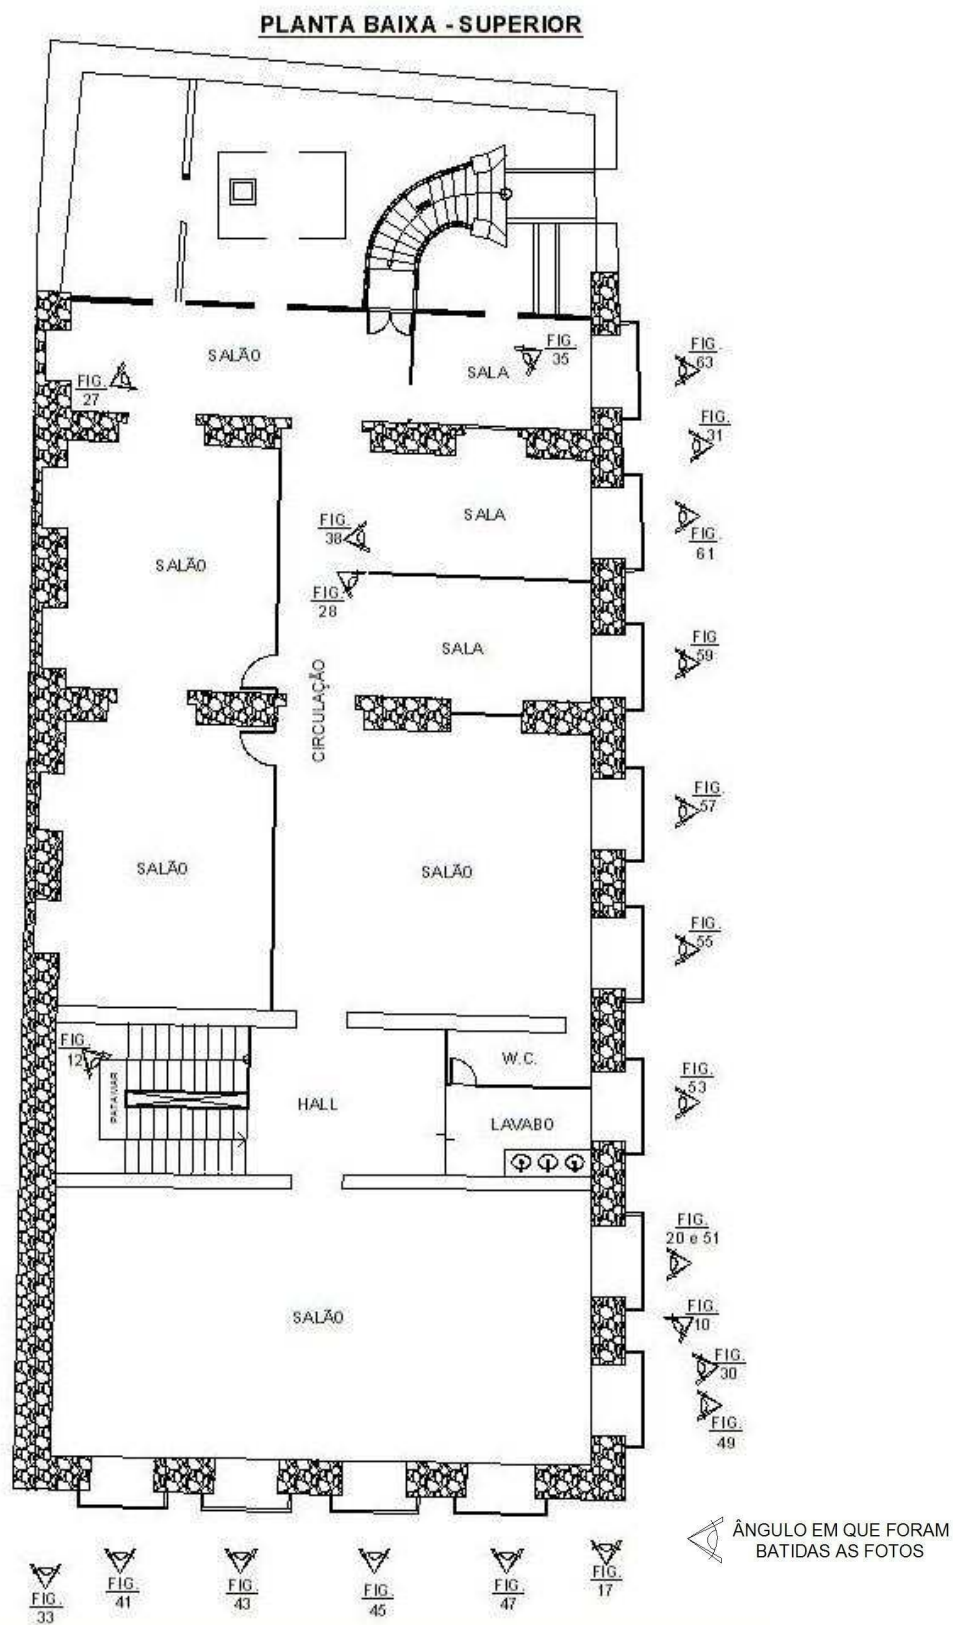 PLANTA BAIXA - SUPERIOR
SALÃO
FIG.
35
SALA
FIG.
27
FIG.
63
FIG.
31
SALA
FIG.
38
FIG.
61
SALÃO
FIG.
28
SALA
FIG
59
CIRCULAÇÃO
FIG.
57
SALÃO
SALÃO
FIG.
55
FIG.
12
PATAMAR
HALL
W.C.
LAVABO
FIG.
53
FIG.
20 e 51
SALÃO
FIG.
10
FIG.
30
FIG.
49
ÂNGULO EM QUE FORAM
BATIDAS AS FOTOS
FIG.
33
FIG.
41
FIG.
43
FIG.
45
FIG.
47
FIG.
17